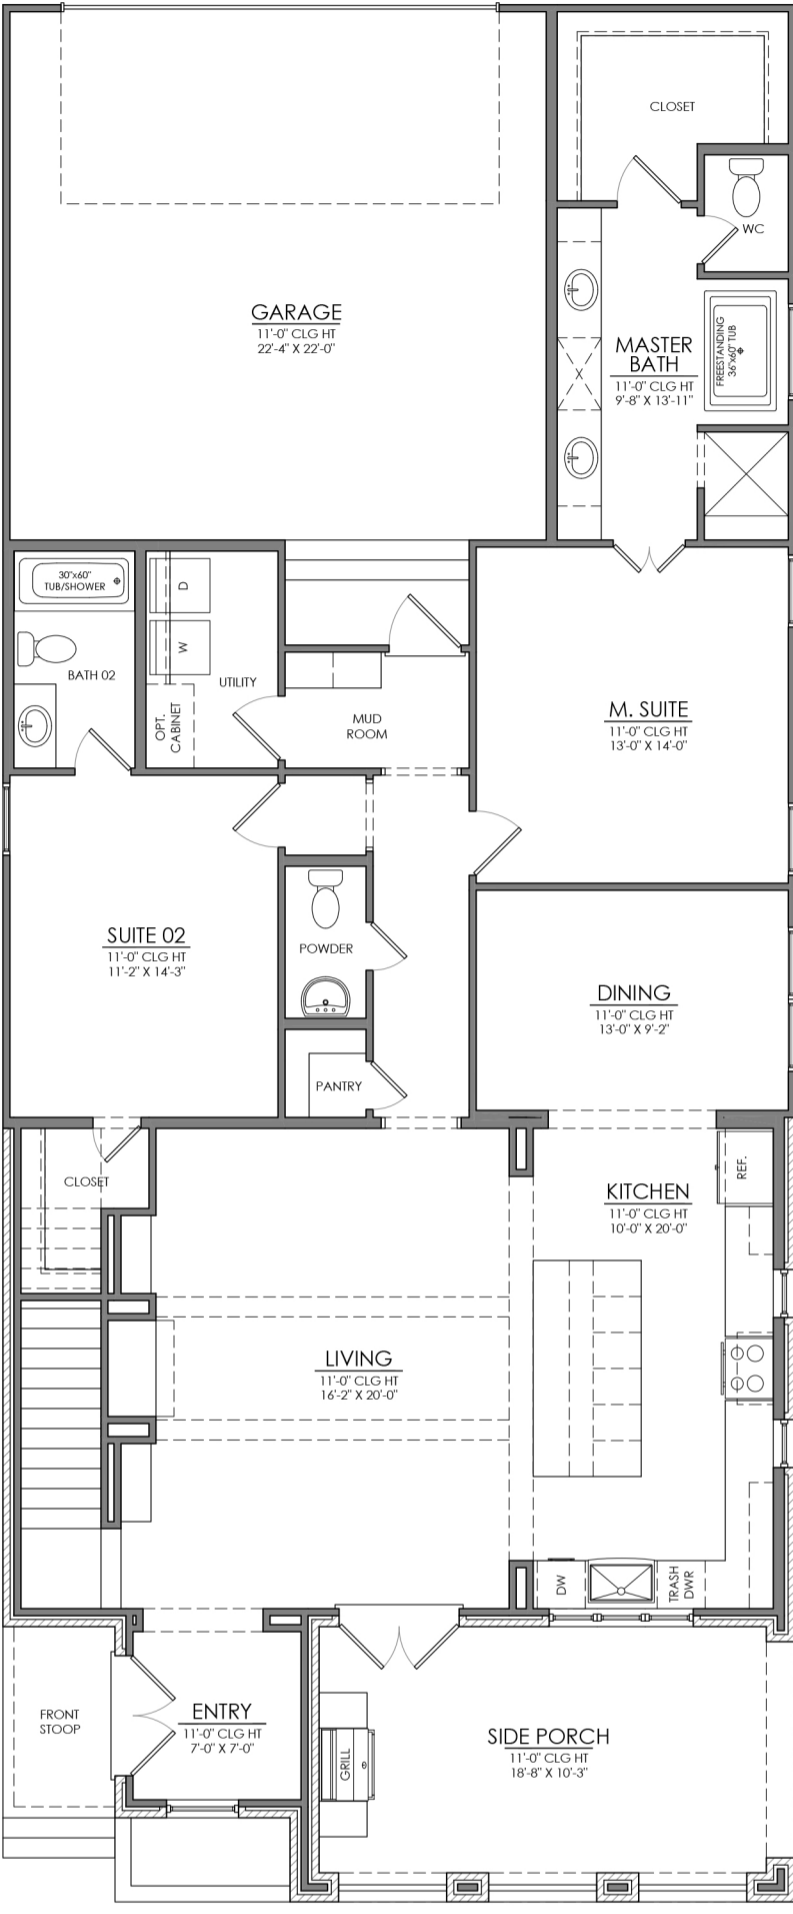 CLOSET
WC
GARAGE
11'-0" CLG HT
22'-4" X 22'-0"
FREESTANDING
36"x60" TUB
MASTER
BATH
11'-0" CLG HT
9'-8" X 13'-11"
30"x60"
TUB/SHOWER
D
W
BATH 02
UTILITY
OPT.
CABINET
MUD
ROOM
M. SUITE
11'-0" CLG HT
13'-0" X 14'-0"
SUITE 02
11'-0" CLG HT
11'-2" X 14'-3"
POWDER
DINING
11'-0" CLG HT
13'-0" X 9'-2"
PANTRY
CLOSET
REF.
KITCHEN
11'-0" CLG HT
10'-0" X 20'-0"
LIVING
11'-0" CLG HT
16'-2" X 20'-0"
DW
TRASH
DWR
FRONT
STOOP
ENTRY
11'-0" CLG HT
7'-0" X 7'-0"
GRILL
SIDE PORCH
11'-0" CLG HT
18'-8" X 10'-3"